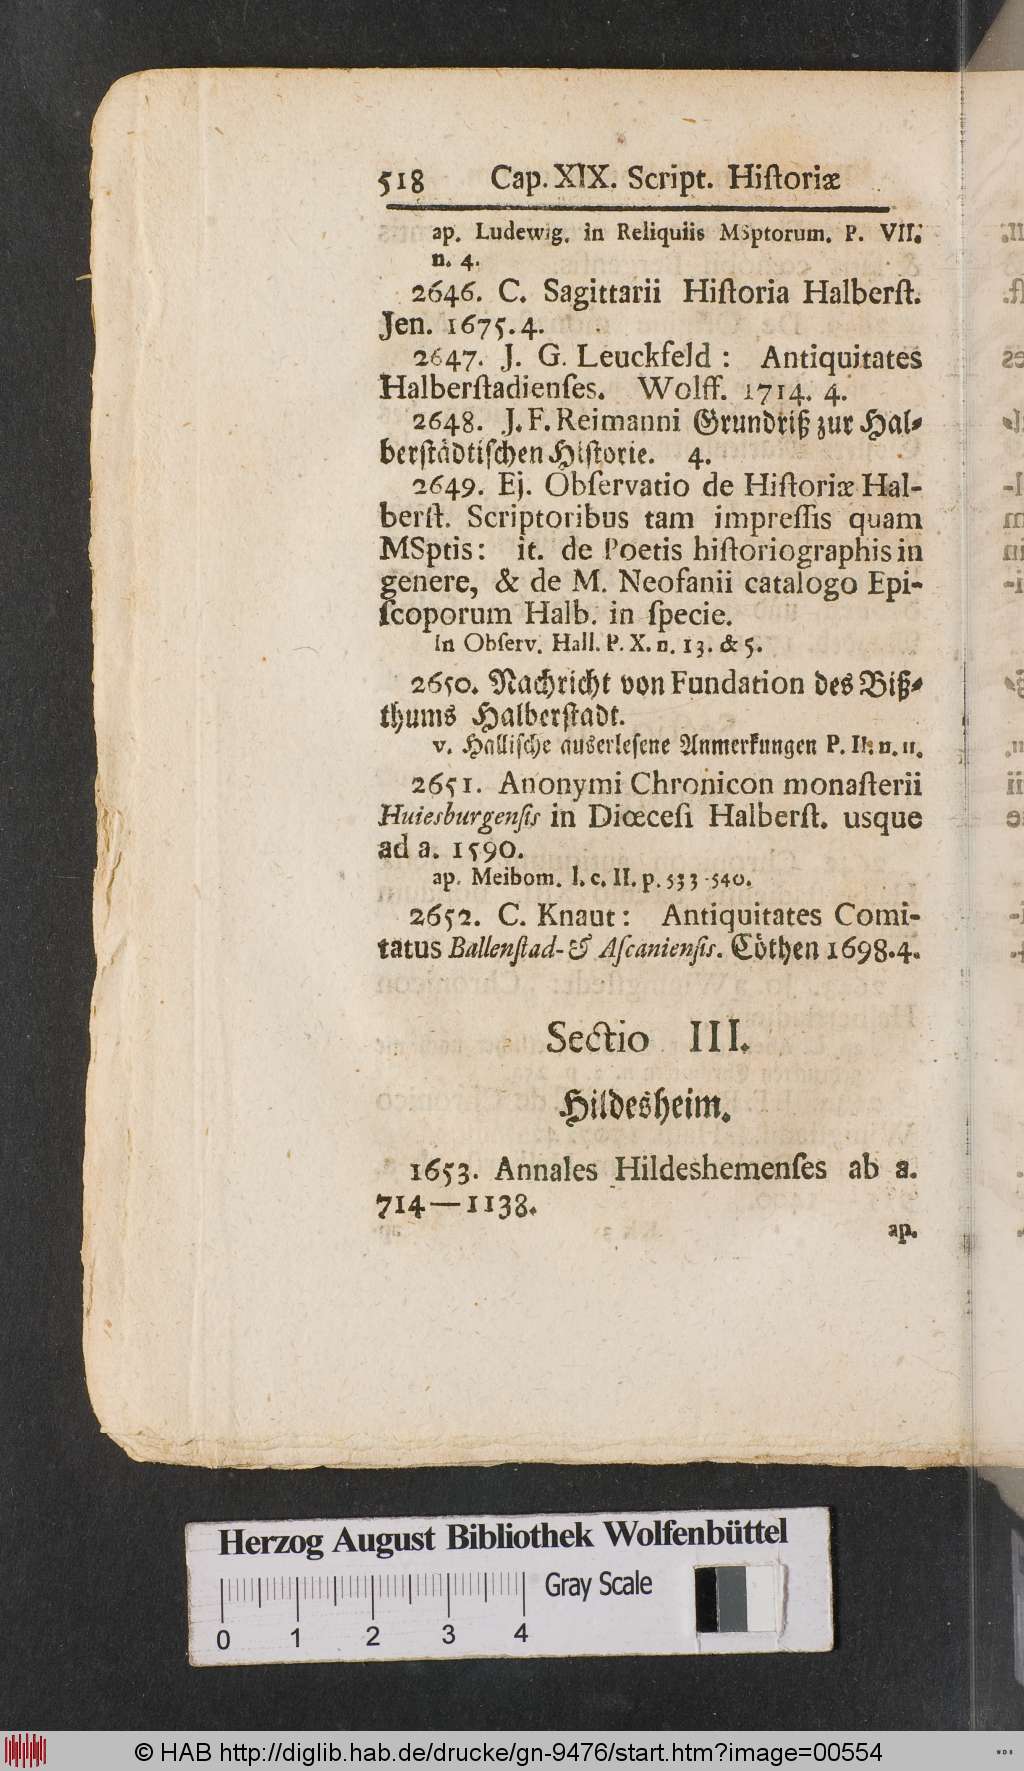 518 Cap. XIX. Script. Hiſtoriæ
ap. Ludewig. in Reliquiis MSptorum. P. VII.
n. 4.
2646. C. Sagittarii Hiſtoria Halberſt.
Jen. 1675. 4.
2647. J. G. Leuckfeld: Antiquitates
Halberſtadienſes. Wolff. 1714. 4.
2648. J. F. Reimanni Grundriß zur Hal⸗
berſtädtiſchen Hiſtorie. 4.
2649. Ej. Obſervatio de Hiſtoriæ Hal-
berſt. Scriptoribus tam impreſſis quam
MSptis: it. de Poetis hiſtoriographis in
genere, & de M. Neofanii catalogo Epi-
ſcoporum Halb. in ſpecie.
In Obſerv. Hall. P. X. n. 13. & 5.
2650. Nachricht von Fundation des Biß⸗
thums Halberſtadt.
v. Hälliſche auserleſene Anmerkungen P. II. n. 11.
2651. Anonymi Chronicon monaſterii
Huiesburgenſis in Diœceſi Halberſt. usque
ad a. 1590.
ap. Meibom. l. c. II. p. 533-540.
2652. C. Knaut: Antiquitates Comi-
tatus Ballenſtad- & Aſcanienſis. Cöthen 1698. 4.
Sectio III.
Hildesheim.
1653. Annales Hildeshemenſes ab a.
714—1138.
ap.
Herzog August Bibliothek Wolfenbüttel
Gray Scale
0 1 2 3 4
© HAB http://diglib.hab.de/drucke/gn-9476/start.htm?image=00554